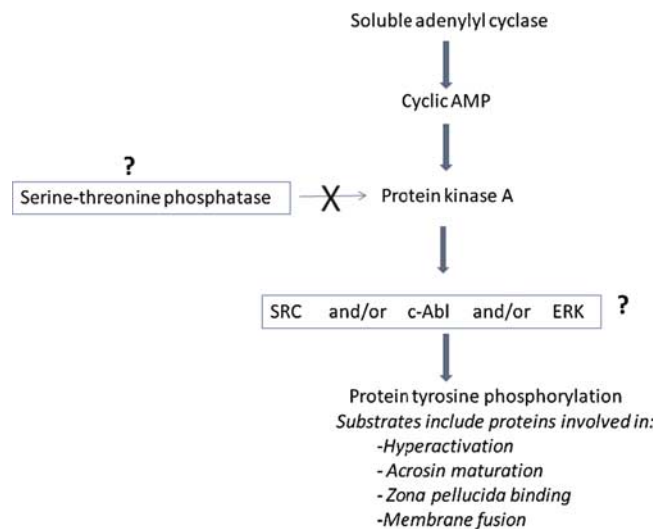 Soluble adenylyl cyclase
Cyclic AMP
?
Serine-threonine phosphatase X Protein kinase A
SRC and/or c-Abl and/or ERK ?
Protein tyrosine phosphorylation
Substrates include proteins involved in:
-Hyperactivation
-Acrosin maturation
-Zona pellucida binding
-Membrane fusion